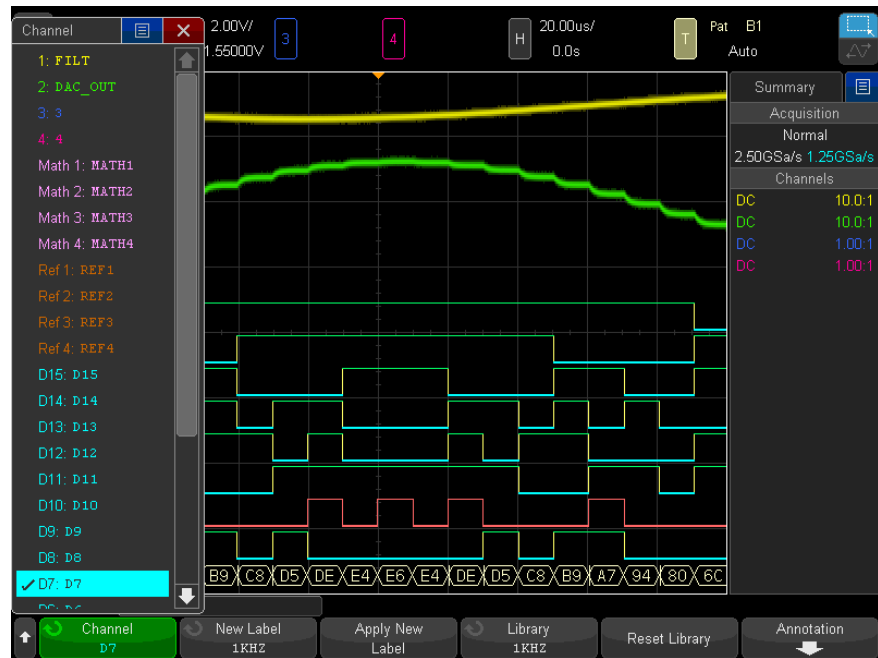 Channel
2.00V/
1.55000V
3
4
H
20.00us/
0.0s
T
Pat B1
Auto
1: FILT
2: DAC_OUT
3: 3
4: 4
Math 1: MATH1
Math 2: MATH2
Math 3: MATH3
Math 4: MATH4
Ref 1: REF1
Ref 2: REF2
Ref 3: REF3
Ref 4: REF4
D15: D15
D14: D14
D13: D13
D12: D12
D11: D11
D10: D10
D9: D9
D8: D8
D7: D7
Summary
Acquisition
Normal
2.50GSa/s 1.25GSa/s
Channels
DC 10.0:1
DC 10.0:1
DC 1.00:1
DC 1.00:1
B9 C8 D5 DE E4 E6 E4 DE D5 C8 B9 A7 94 80 6C
Channel
D7
New Label
1KHZ
Apply New
Label
Library
1KHZ
Reset Library
Annotation